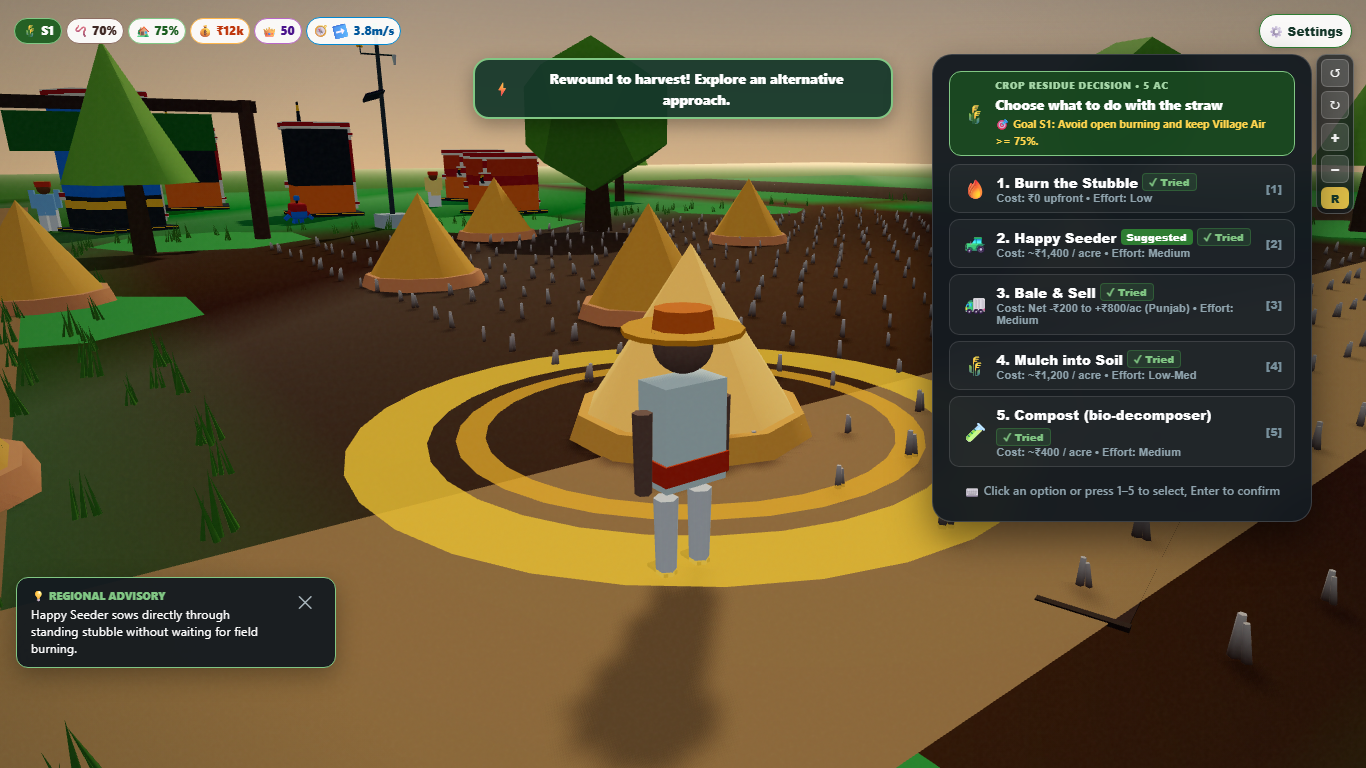 S1 70% 75% ₹12k 50 3.8m/s
Settings
Rewound to harvest! Explore an alternative
approach.
CROP RESIDUE DECISION • 5 AC
Choose what to do with the straw
Goal S1: Avoid open burning and keep Village Air
>= 75%.
1. Burn the Stubble ✓ Tried [1]
Cost: ₹0 upfront • Effort: Low
2. Happy Seeder Suggested ✓ Tried [2]
Cost: ~₹1,400 / acre • Effort: Medium
3. Bale & Sell ✓ Tried [3]
Cost: Net -₹200 to +₹800/ac (Punjab) • Effort:
Medium
4. Mulch into Soil ✓ Tried [4]
Cost: ~₹1,200 / acre • Effort: Low-Med
5. Compost (bio-decomposer) [5]
✓ Tried
Cost: ~₹400 / acre • Effort: Medium
Click an option or press 1–5 to select, Enter to confirm
↺
↻
+
−
R
REGIONAL ADVISORY
Happy Seeder sows directly through
standing stubble without waiting for field
burning.